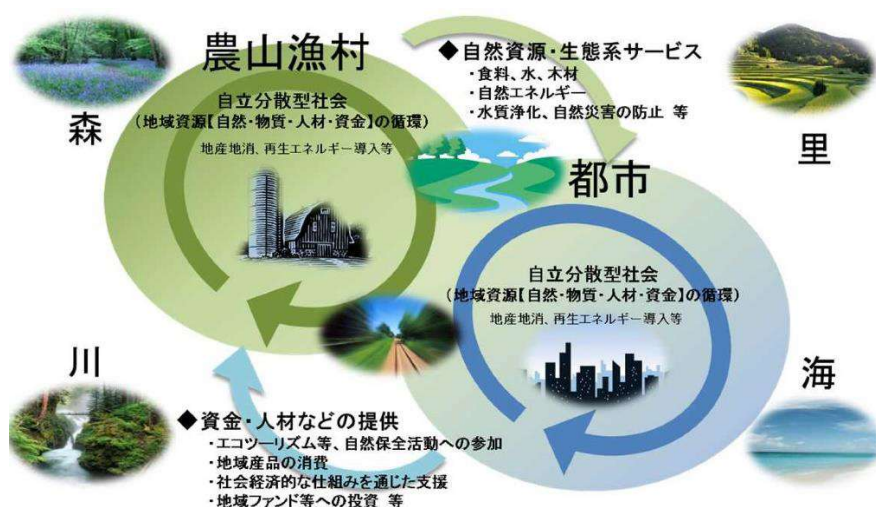 農山漁村
自立分散型社会
(地域資源【自然・物質・人材・資金】の循環)
地産地消、再生エネルギー導入等
森
◆自然資源・生態系サービス
・食料、水、木材
・自然エネルギー
・水質浄化、自然災害の防止 等
里
都市
自立分散型社会
(地域資源【自然・物質・人材・資金】の循環)
地産地消、再生エネルギー導入等
川
◆資金・人材などの提供
・エコツーリズム等、自然保全活動への参加
・地域産品の消費
・社会経済的な仕組みを通じた支援
・地域ファンド等への投資 等
海